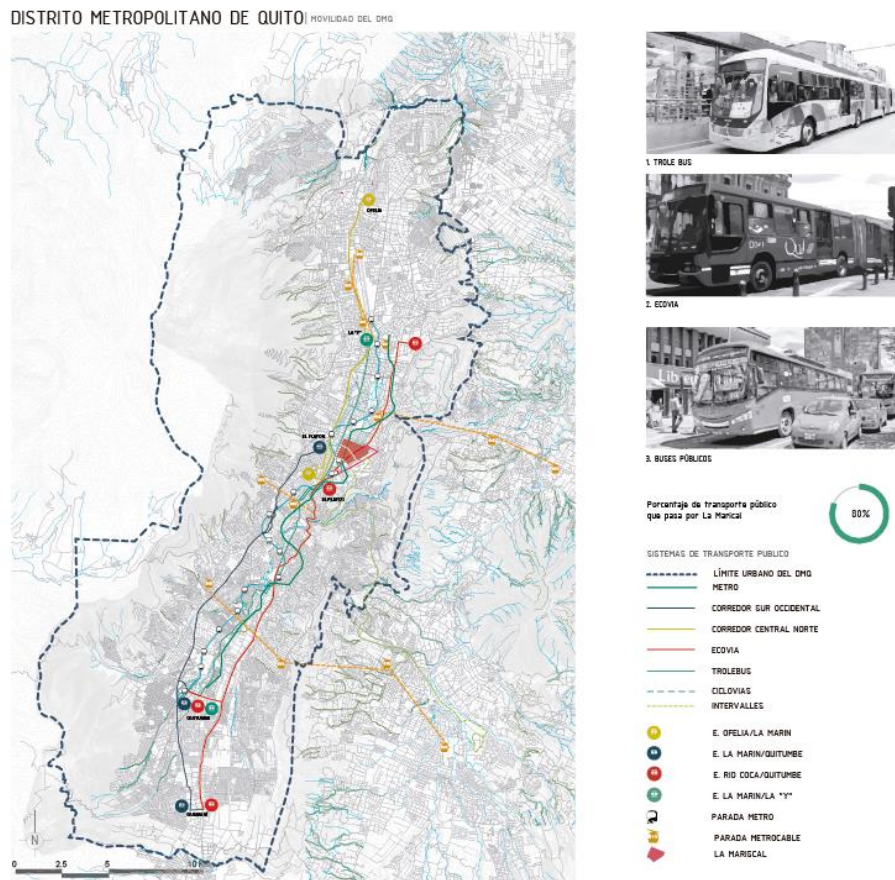 DISTRITO METROPOLITANO DE QUITO| MOVILIDAD DEL DMQ
OFELIA
LA "Y"
QUITUMBE
N
0 2.5 5 10
1. TROLE BUS
2. ECOVIA
3. BUSES PÚBLICOS
Porcentaje de transporte público
que pasa por La Marical
80%
SISTEMAS DE TRANSPORTE PUBLICO
LÍMITE URBANO DEL DMQ
METRO
CORREDOR SUR OCCIDENTAL
CORREDOR CENTRAL NORTE
ECOVIA
TROLEBUS
CICLOVIAS
INTERVALLES
E. OFELIA/LA MARIN
E. LA MARIN/QUITUMBE
E. RIO COCA/QUITUMBE
E. LA MARIN/LA "Y"
PARADA METRO
PARADA METROCABLE
LA MARISCAL